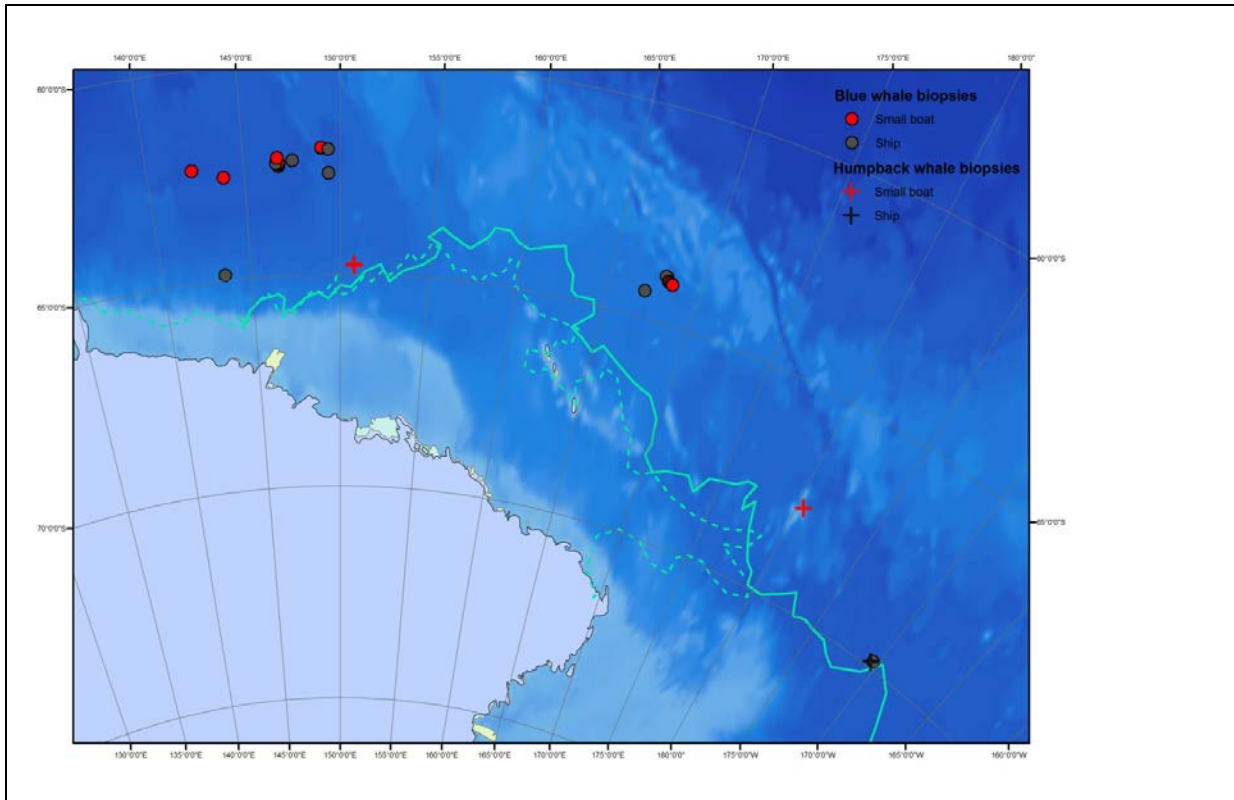 140°0'0"E 145°0'0"E 150°0'0"E 155°0'0"E 160°0'0"E 165°0'0"E 170°0'0"E 175°0'0"E 180°0'0"
60°0'0"S
Blue whale biopsies
Small boat
Ship
Humpback whale biopsies
Small boat
Ship
60°0'0"S
65°0'0"S
65°0'0"S
70°0'0"S
130°0'0"E 135°0'0"E 140°0'0"E 145°0'0"E 150°0'0"E 155°0'0"E 160°0'0"E 165°0'0"E 170°0'0"E 175°0'0"E 180°0'0" 175°0'0"W 170°0'0"W 165°0'0"W 160°0'0"W